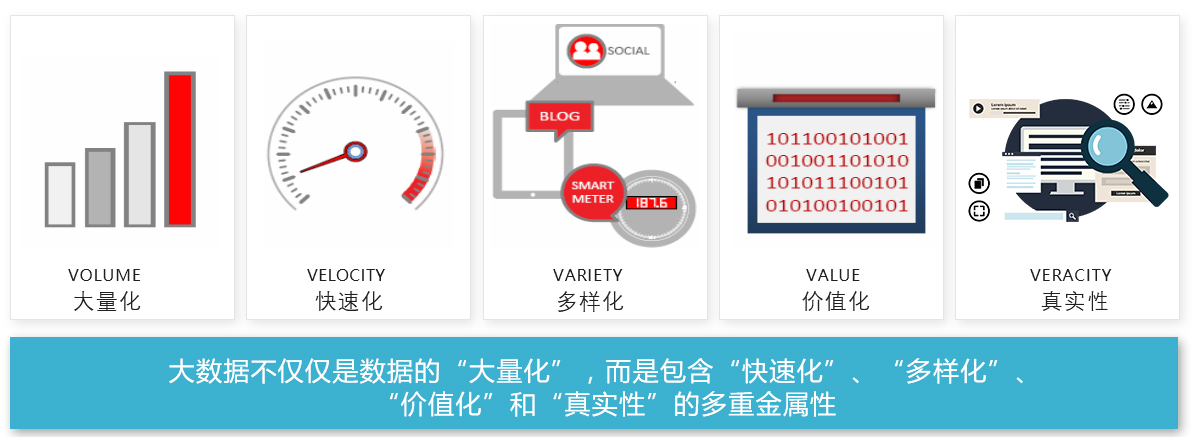 SOCIAL
BLOG
SMART
METER
187.6
101100101001
001001101010
101011100101
010100100101
Lorem Ipsum
VOLUME
大量化
VELOCITY
快速化
VARIETY
多样化
VALUE
价值化
VERACITY
真实性
大数据不仅仅是数据的“大量化”，而是包含“快速化”、“多样化”、
“价值化”和“真实性”的多重金属性